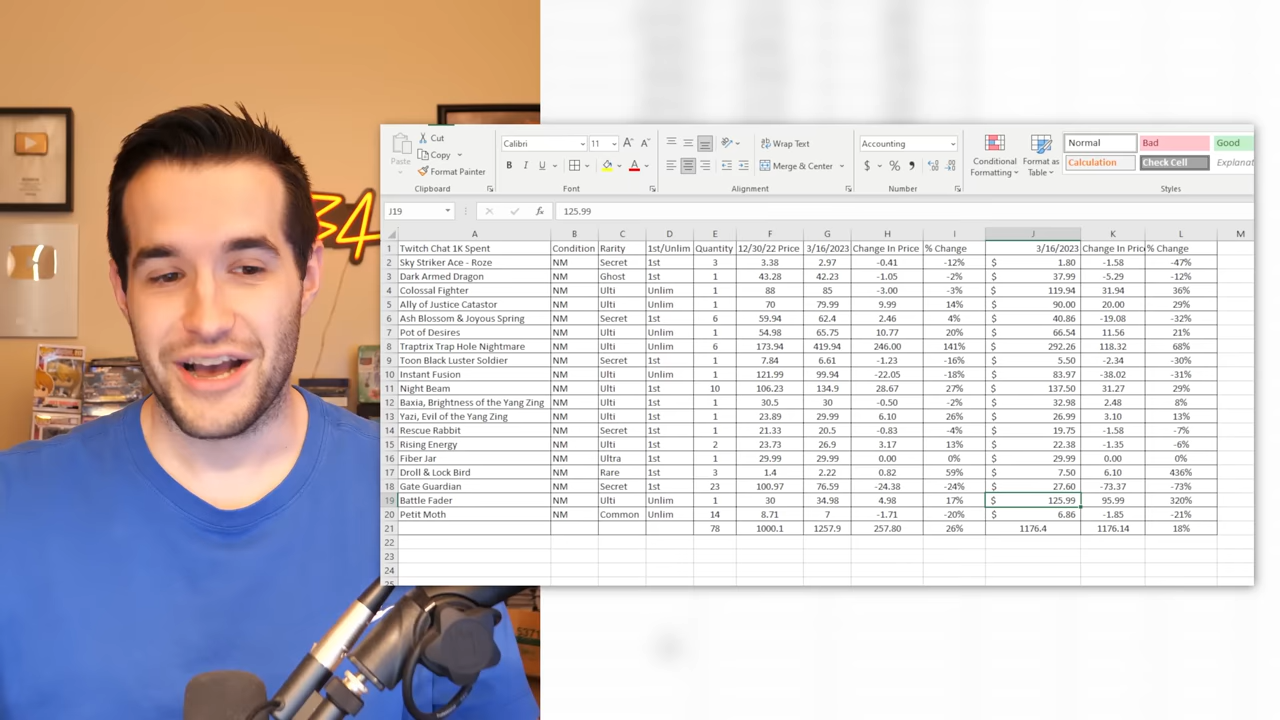 34
Cut
Copy
Paste
Format Painter
Clipboard
Calibri 11
B I U
Font
Wrap Text
Merge & Center
Alignment
Accounting
$ % ,
Number
Conditional Formatting
Format as Table
Normal Bad Good
Calculation Check Cell Explanat
Styles
J19 fx 125.99
A B C D E F G H I J K L M
1 Twitch Chat 1K Spent Condition Rarity 1st/Unlim Quantity 12/30/22 Price 3/16/2023 Change In Price % Change 3/16/2023 Change In Pric % Change
2 Sky Striker Ace - Roze NM Secret 1st 3 3.38 2.97 -0.41 -12% $ 1.80 -1.58 -47%
3 Dark Armed Dragon NM Ghost 1st 1 43.28 42.23 -1.05 -2% $ 37.99 -5.29 -12%
4 Colossal Fighter NM Ulti Unlim 1 88 85 -3.00 -3% $ 119.94 31.94 36%
5 Ally of Justice Catastor NM Ulti Unlim 1 70 79.99 9.99 14% $ 90.00 20.00 29%
6 Ash Blossom & Joyous Spring NM Secret 1st 6 59.94 62.4 2.46 4% $ 40.86 -19.08 -32%
7 Pot of Desires NM Ulti Unlim 1 54.98 65.75 10.77 20% $ 66.54 11.56 21%
8 Traptrix Trap Hole Nightmare NM Ulti Unlim 6 173.94 419.94 246.00 141% $ 292.26 118.32 68%
9 Toon Black Luster Soldier NM Secret 1st 1 7.84 6.61 -1.23 -16% $ 5.50 -2.34 -30%
10 Instant Fusion NM Ulti Unlim 1 121.99 99.94 -22.05 -18% $ 83.97 -38.02 -31%
11 Night Beam NM Ulti 1st 10 106.23 134.9 28.67 27% $ 137.50 31.27 29%
12 Baxia, Brightness of the Yang Zing NM Ulti 1st 1 30.5 30 -0.50 -2% $ 32.98 2.48 8%
13 Yazi, Evil of the Yang Zing NM Ulti 1st 1 23.89 29.99 6.10 26% $ 26.99 3.10 13%
14 Rescue Rabbit NM Secret 1st 1 21.33 20.5 -0.83 -4% $ 19.75 -1.58 -7%
15 Rising Energy NM Ulti 1st 2 23.73 26.9 3.17 13% $ 22.38 -1.35 -6%
16 Fiber Jar NM Ultra 1st 1 29.99 29.99 0.00 0% $ 29.99 0.00 0%
17 Droll & Lock Bird NM Rare 1st 3 1.4 2.22 0.82 59% $ 7.50 6.10 436%
18 Gate Guardian NM Secret 1st 23 100.97 76.59 -24.38 -24% $ 27.60 -73.37 -73%
19 Battle Fader NM Ulti Unlim 1 30 34.98 4.98 17% $ 125.99 95.99 320%
20 Petit Moth NM Common Unlim 14 8.71 7 -1.71 -20% $ 6.86 -1.85 -21%
21 78 1000.1 1257.9 257.80 26% 1176.4 1176.14 18%
22
23
24